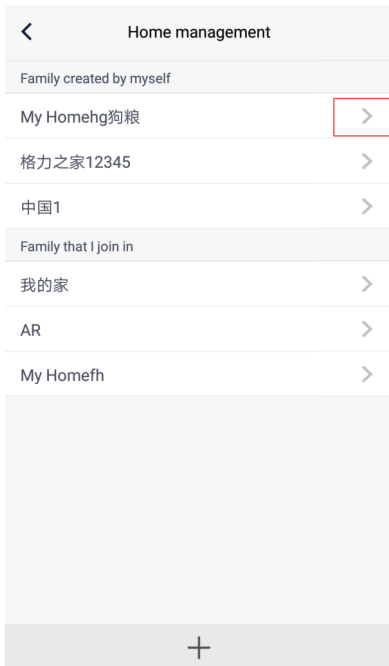 Home management
Family created by myself
My Homehg狗粮
格力之家12345
中国1
Family that I join in
我的家
AR
My Homefh